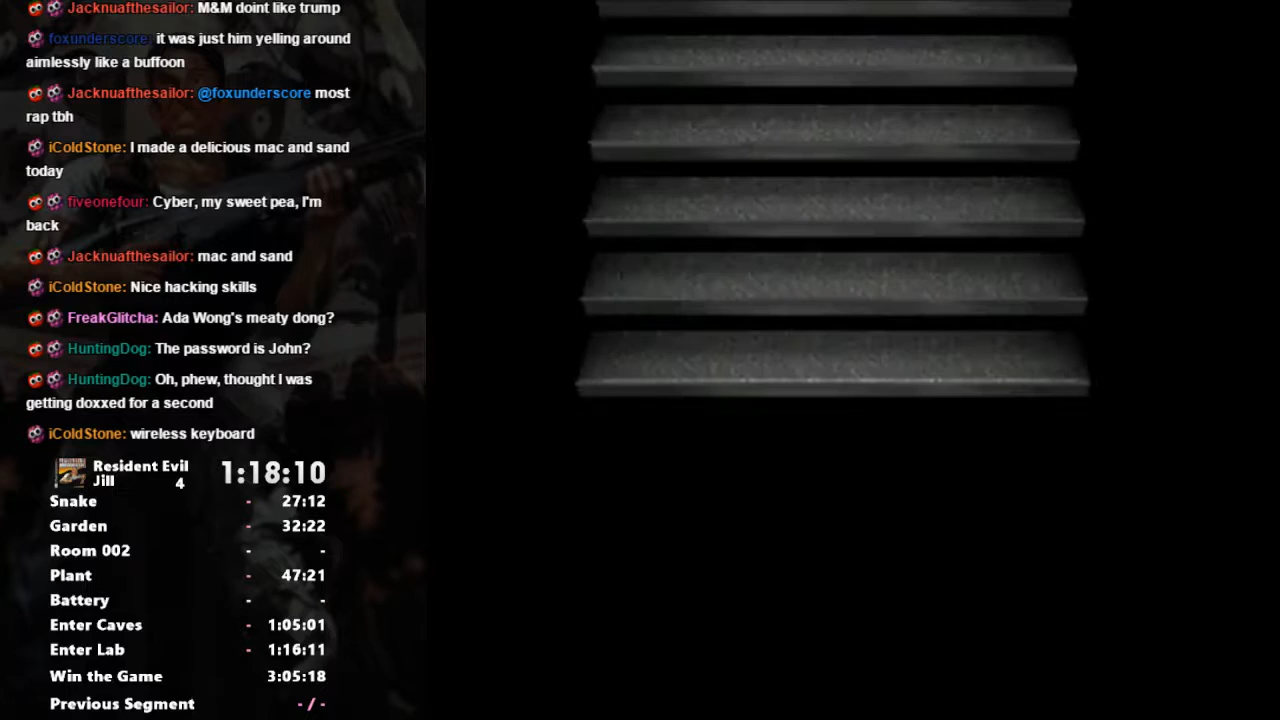 Jacknuafthesailor: M&M doint like trump
foxunderscore: it was just him yelling around
aimlessly like a buffoon
Jacknuafthesailor: @foxunderscore most
rap tbh
iColdStone: I made a delicious mac and sand
today
fiveonefour: Cyber, my sweet pea, I'm
back
Jacknuafthesailor: mac and sand
iColdStone: Nice hacking skills
FreakGlitcha: Ada Wong's meaty dong?
HuntingDog: The password is John?
HuntingDog: Oh, phew, thought I was
getting doxxed for a second
iColdStone: wireless keyboard
Resident Evil
Jill 4 1:18:10
Snake - 27:12
Garden - 32:22
Room 002 - -
Plant - 47:21
Battery - -
Enter Caves - 1:05:01
Enter Lab - 1:16:11
Win the Game 3:05:18
Previous Segment - / -